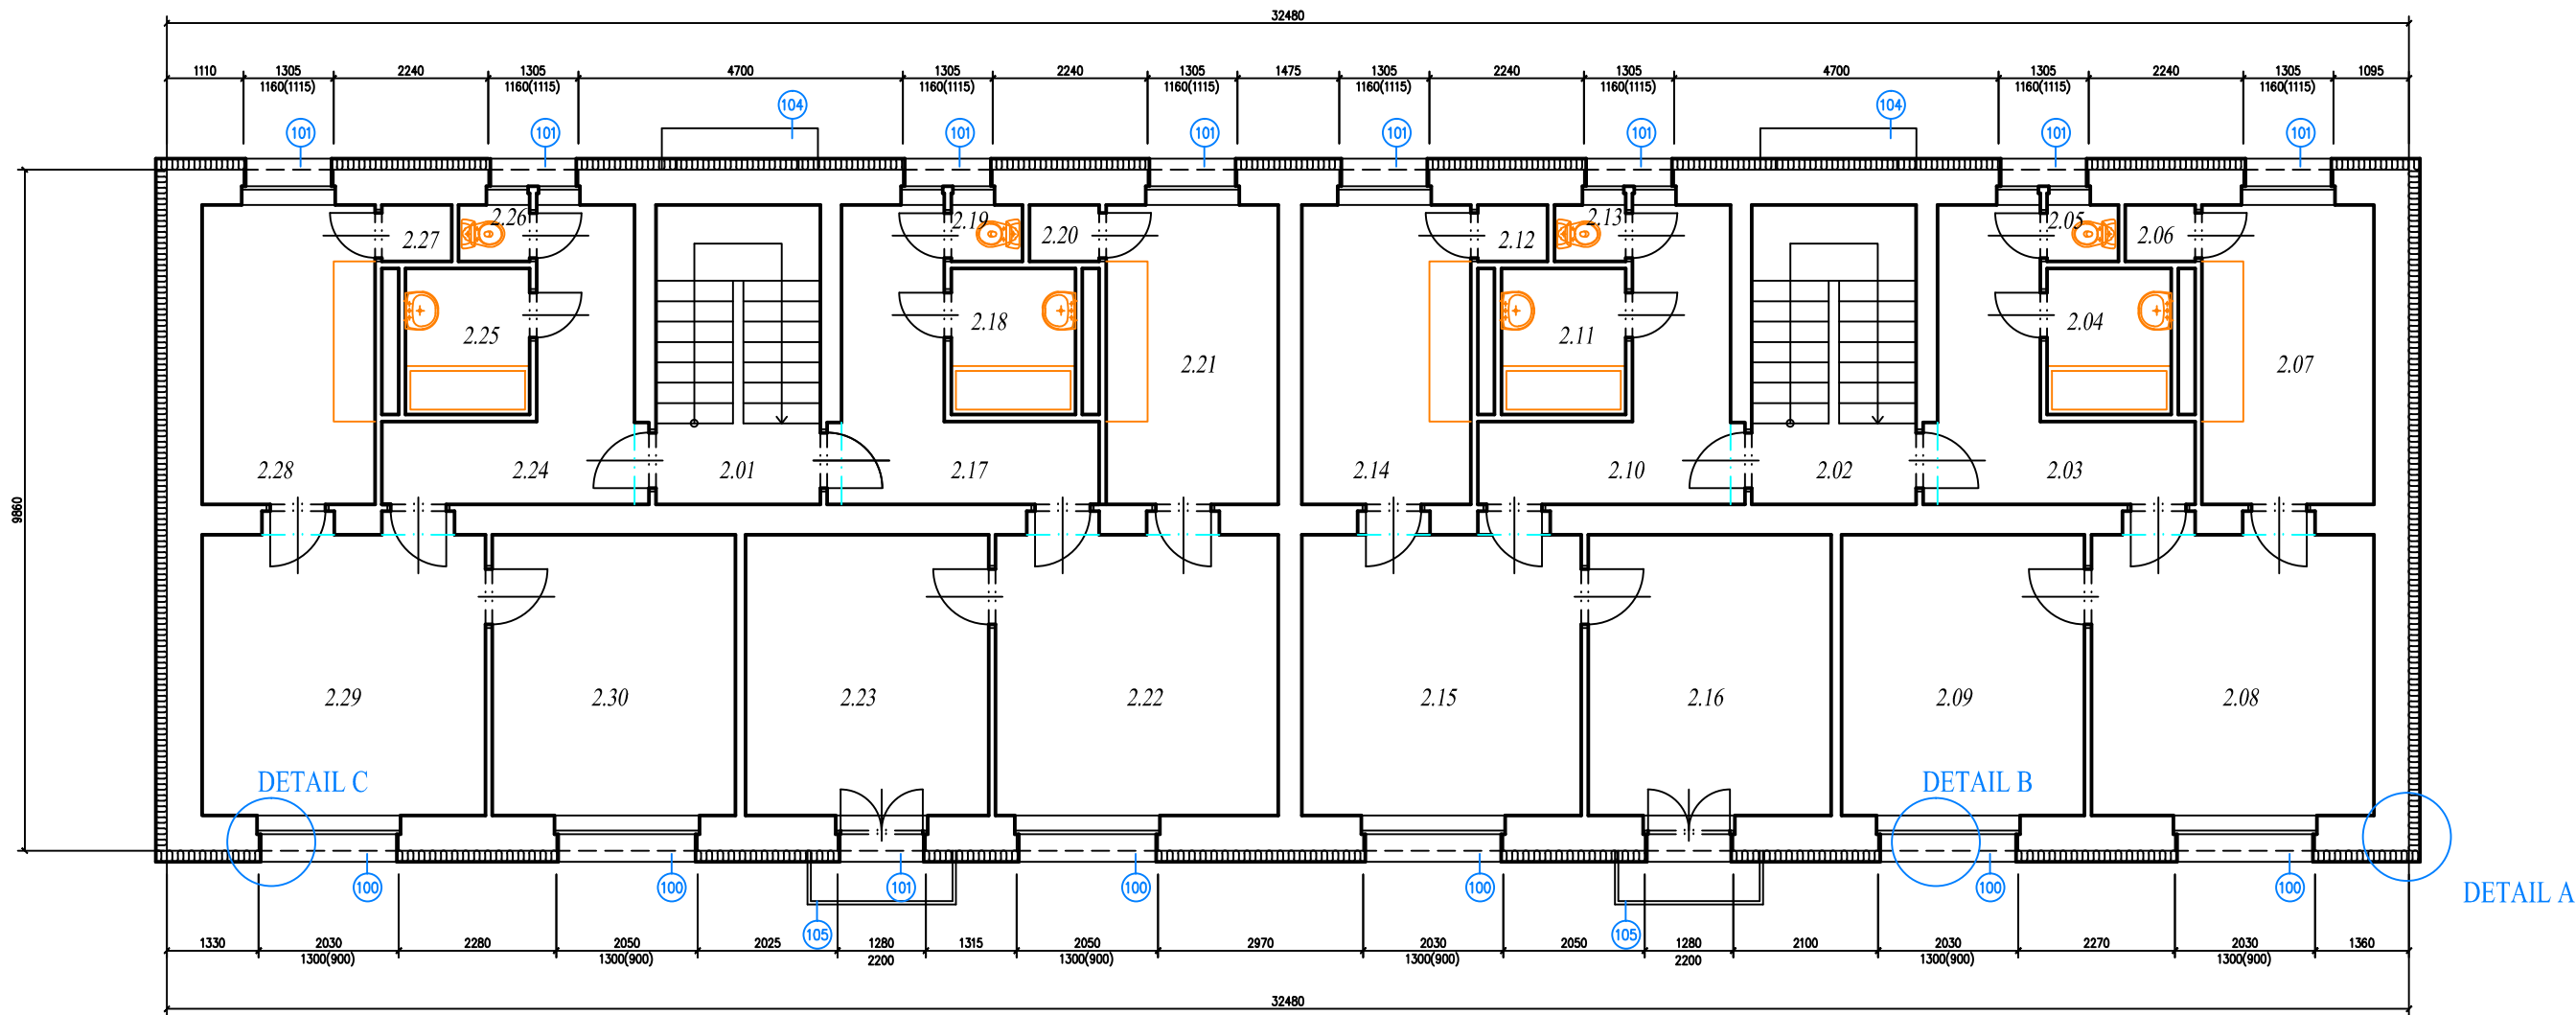 32480
1110 1305 2240 1305 4700 1305 2240 1305 1475 1305 2240 1305 4700 1305 2240 1305 1095
1160(1115) 1160(1115) 1160(1115) 1160(1115) 1160(1115) 1160(1115) 1160(1115) 1160(1115)
104 104
101 101 101 101 101 101 101 101
2.26 2.19 2.13 2.05
2.27 2.20 2.12 2.06
2.25 2.18 2.11 2.04
2.21 2.07
2.28 2.24 2.01 2.17 2.14 2.10 2.02 2.03
9860
2.29 2.30 2.23 2.22 2.15 2.16 2.09 2.08
DETAIL C DETAIL B
100 100 101 100 100 100 100
DETAIL A
105 105
1330 2030 2280 2050 2025 1280 1315 2050 2970 2030 2050 1280 2100 2030 2270 2030 1360
1300(900) 1300(900) 2200 1300(900) 1300(900) 2200 1300(900) 1300(900)
32480